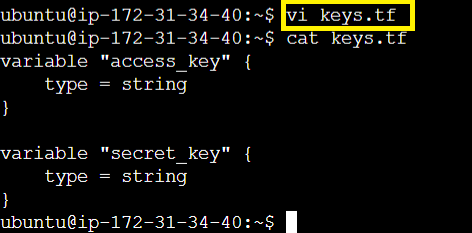 ubuntu@ip-172-31-34-40:~$ vi keys.tf
ubuntu@ip-172-31-34-40:~$ cat keys.tf
variable "access_key" {
    type = string
}

variable "secret_key" {
    type = string
}
ubuntu@ip-172-31-34-40:~$